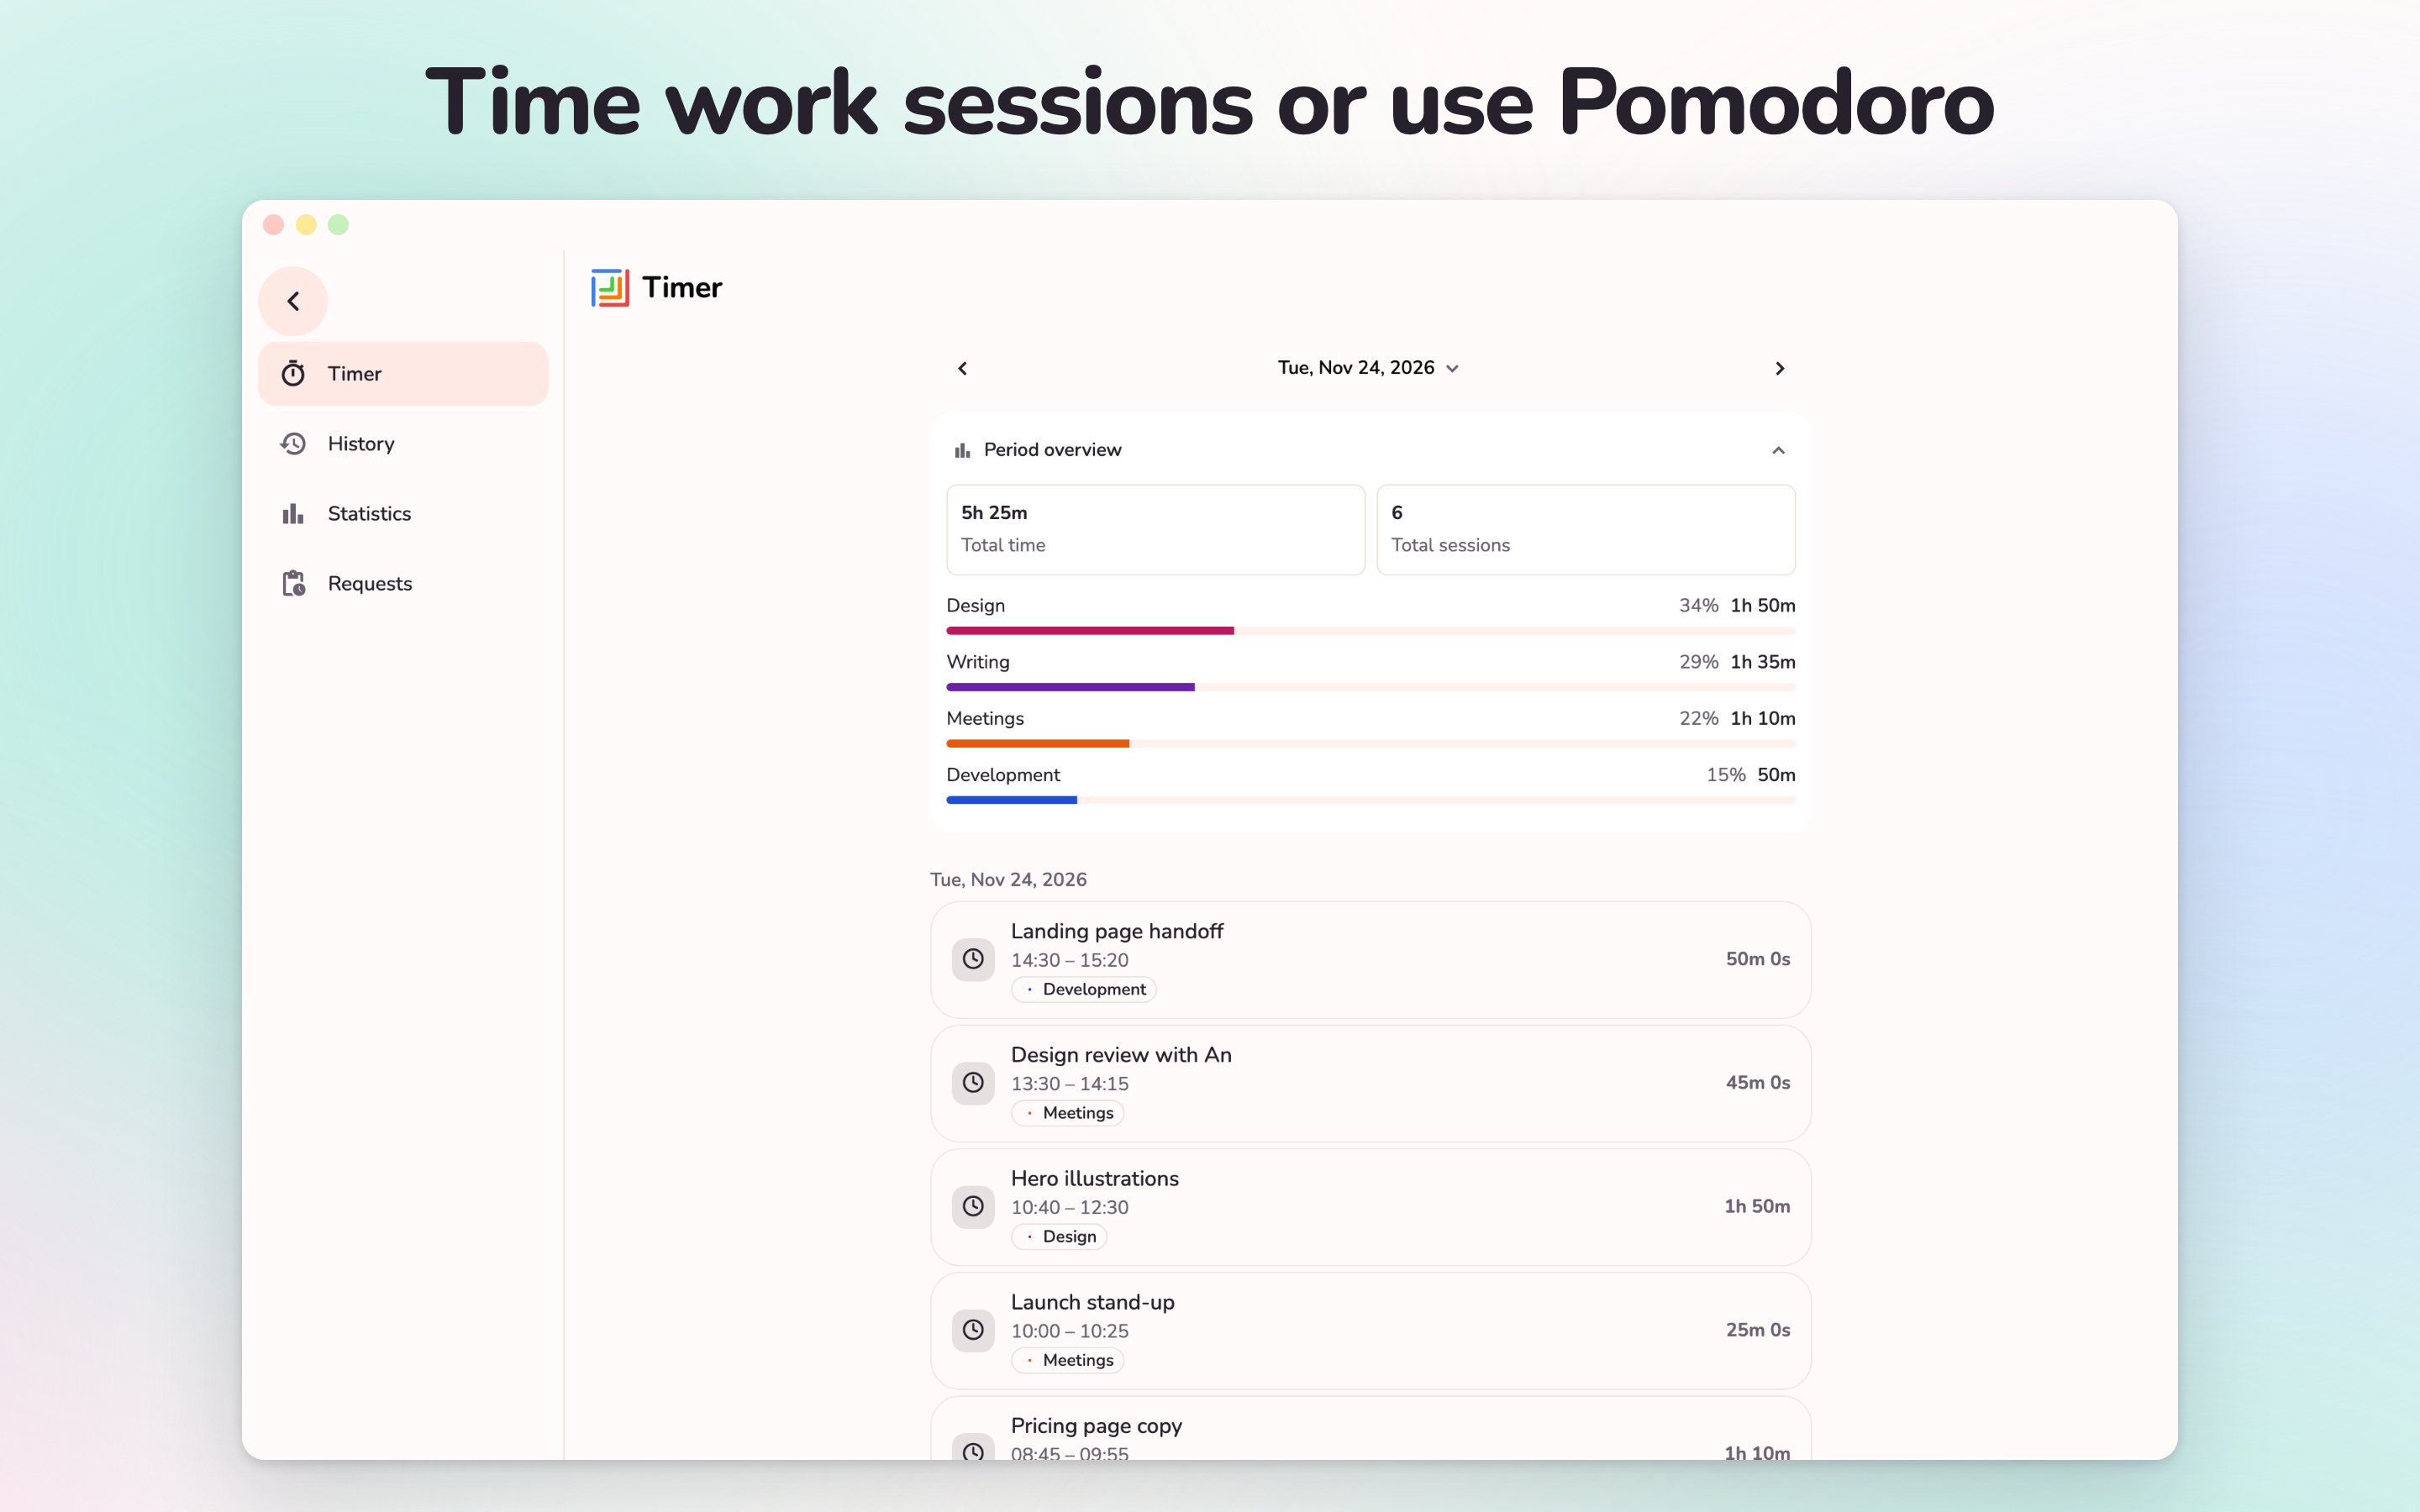 Time work sessions or use Pomodoro
Timer
Timer
History
Statistics
Requests
Tue, Nov 24, 2026
Period overview
5h 25m
Total time
6
Total sessions
Design 34% 1h 50m
Writing 29% 1h 35m
Meetings 22% 1h 10m
Development 15% 50m
Tue, Nov 24, 2026
Landing page handoff
14:30 – 15:20
50m 0s
Development
Design review with An
13:30 – 14:15
45m 0s
Meetings
Hero illustrations
10:40 – 12:30
1h 50m
Design
Launch stand-up
10:00 – 10:25
25m 0s
Meetings
Pricing page copy
08:45 – 09:55
1h 10m